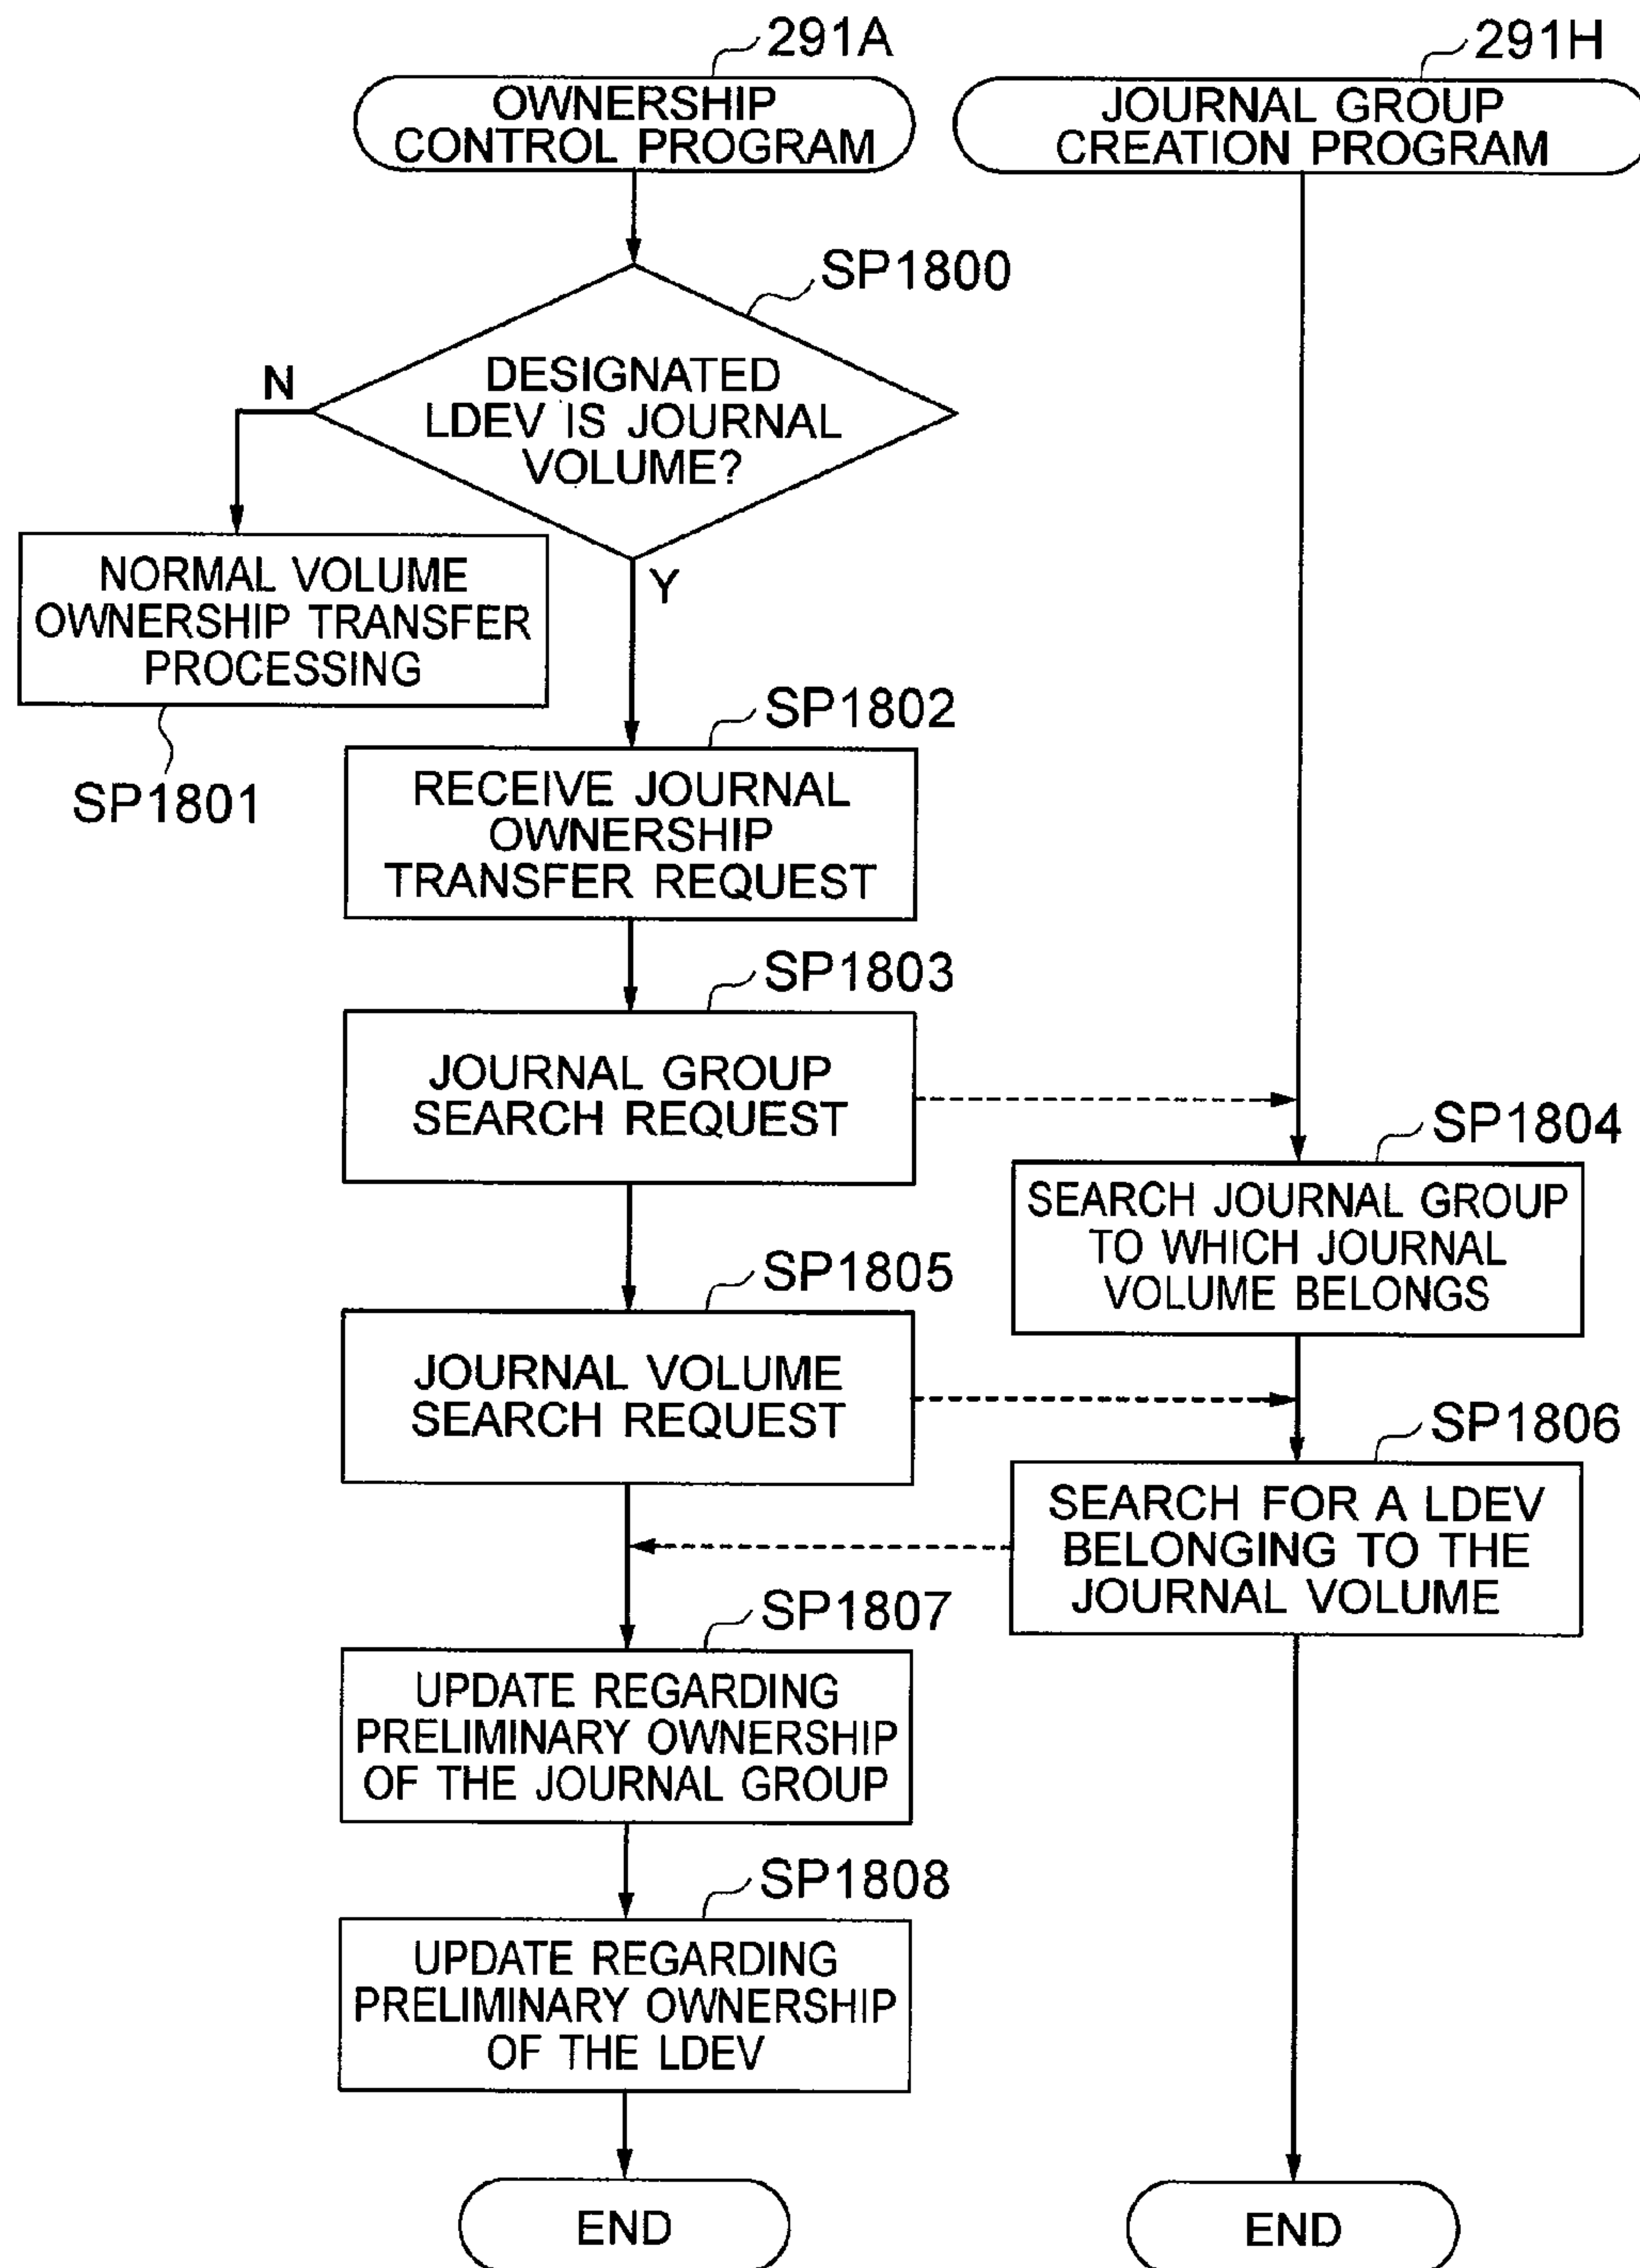 291A
OWNERSHIP
CONTROL PROGRAM
291H
JOURNAL GROUP
CREATION PROGRAM
SP1800
DESIGNATED
LDEV IS JOURNAL
VOLUME?
N
Y
NORMAL VOLUME
OWNERSHIP TRANSFER
PROCESSING
SP1801
SP1802
RECEIVE JOURNAL
OWNERSHIP
TRANSFER REQUEST
SP1803
JOURNAL GROUP
SEARCH REQUEST
SP1804
SEARCH JOURNAL GROUP
TO WHICH JOURNAL
VOLUME BELONGS
SP1805
JOURNAL VOLUME
SEARCH REQUEST
SP1806
SEARCH FOR A LDEV
BELONGING TO THE
JOURNAL VOLUME
SP1807
UPDATE REGARDING
PRELIMINARY OWNERSHIP
OF THE JOURNAL GROUP
SP1808
UPDATE REGARDING
PRELIMINARY OWNERSHIP
OF THE LDEV
END
END